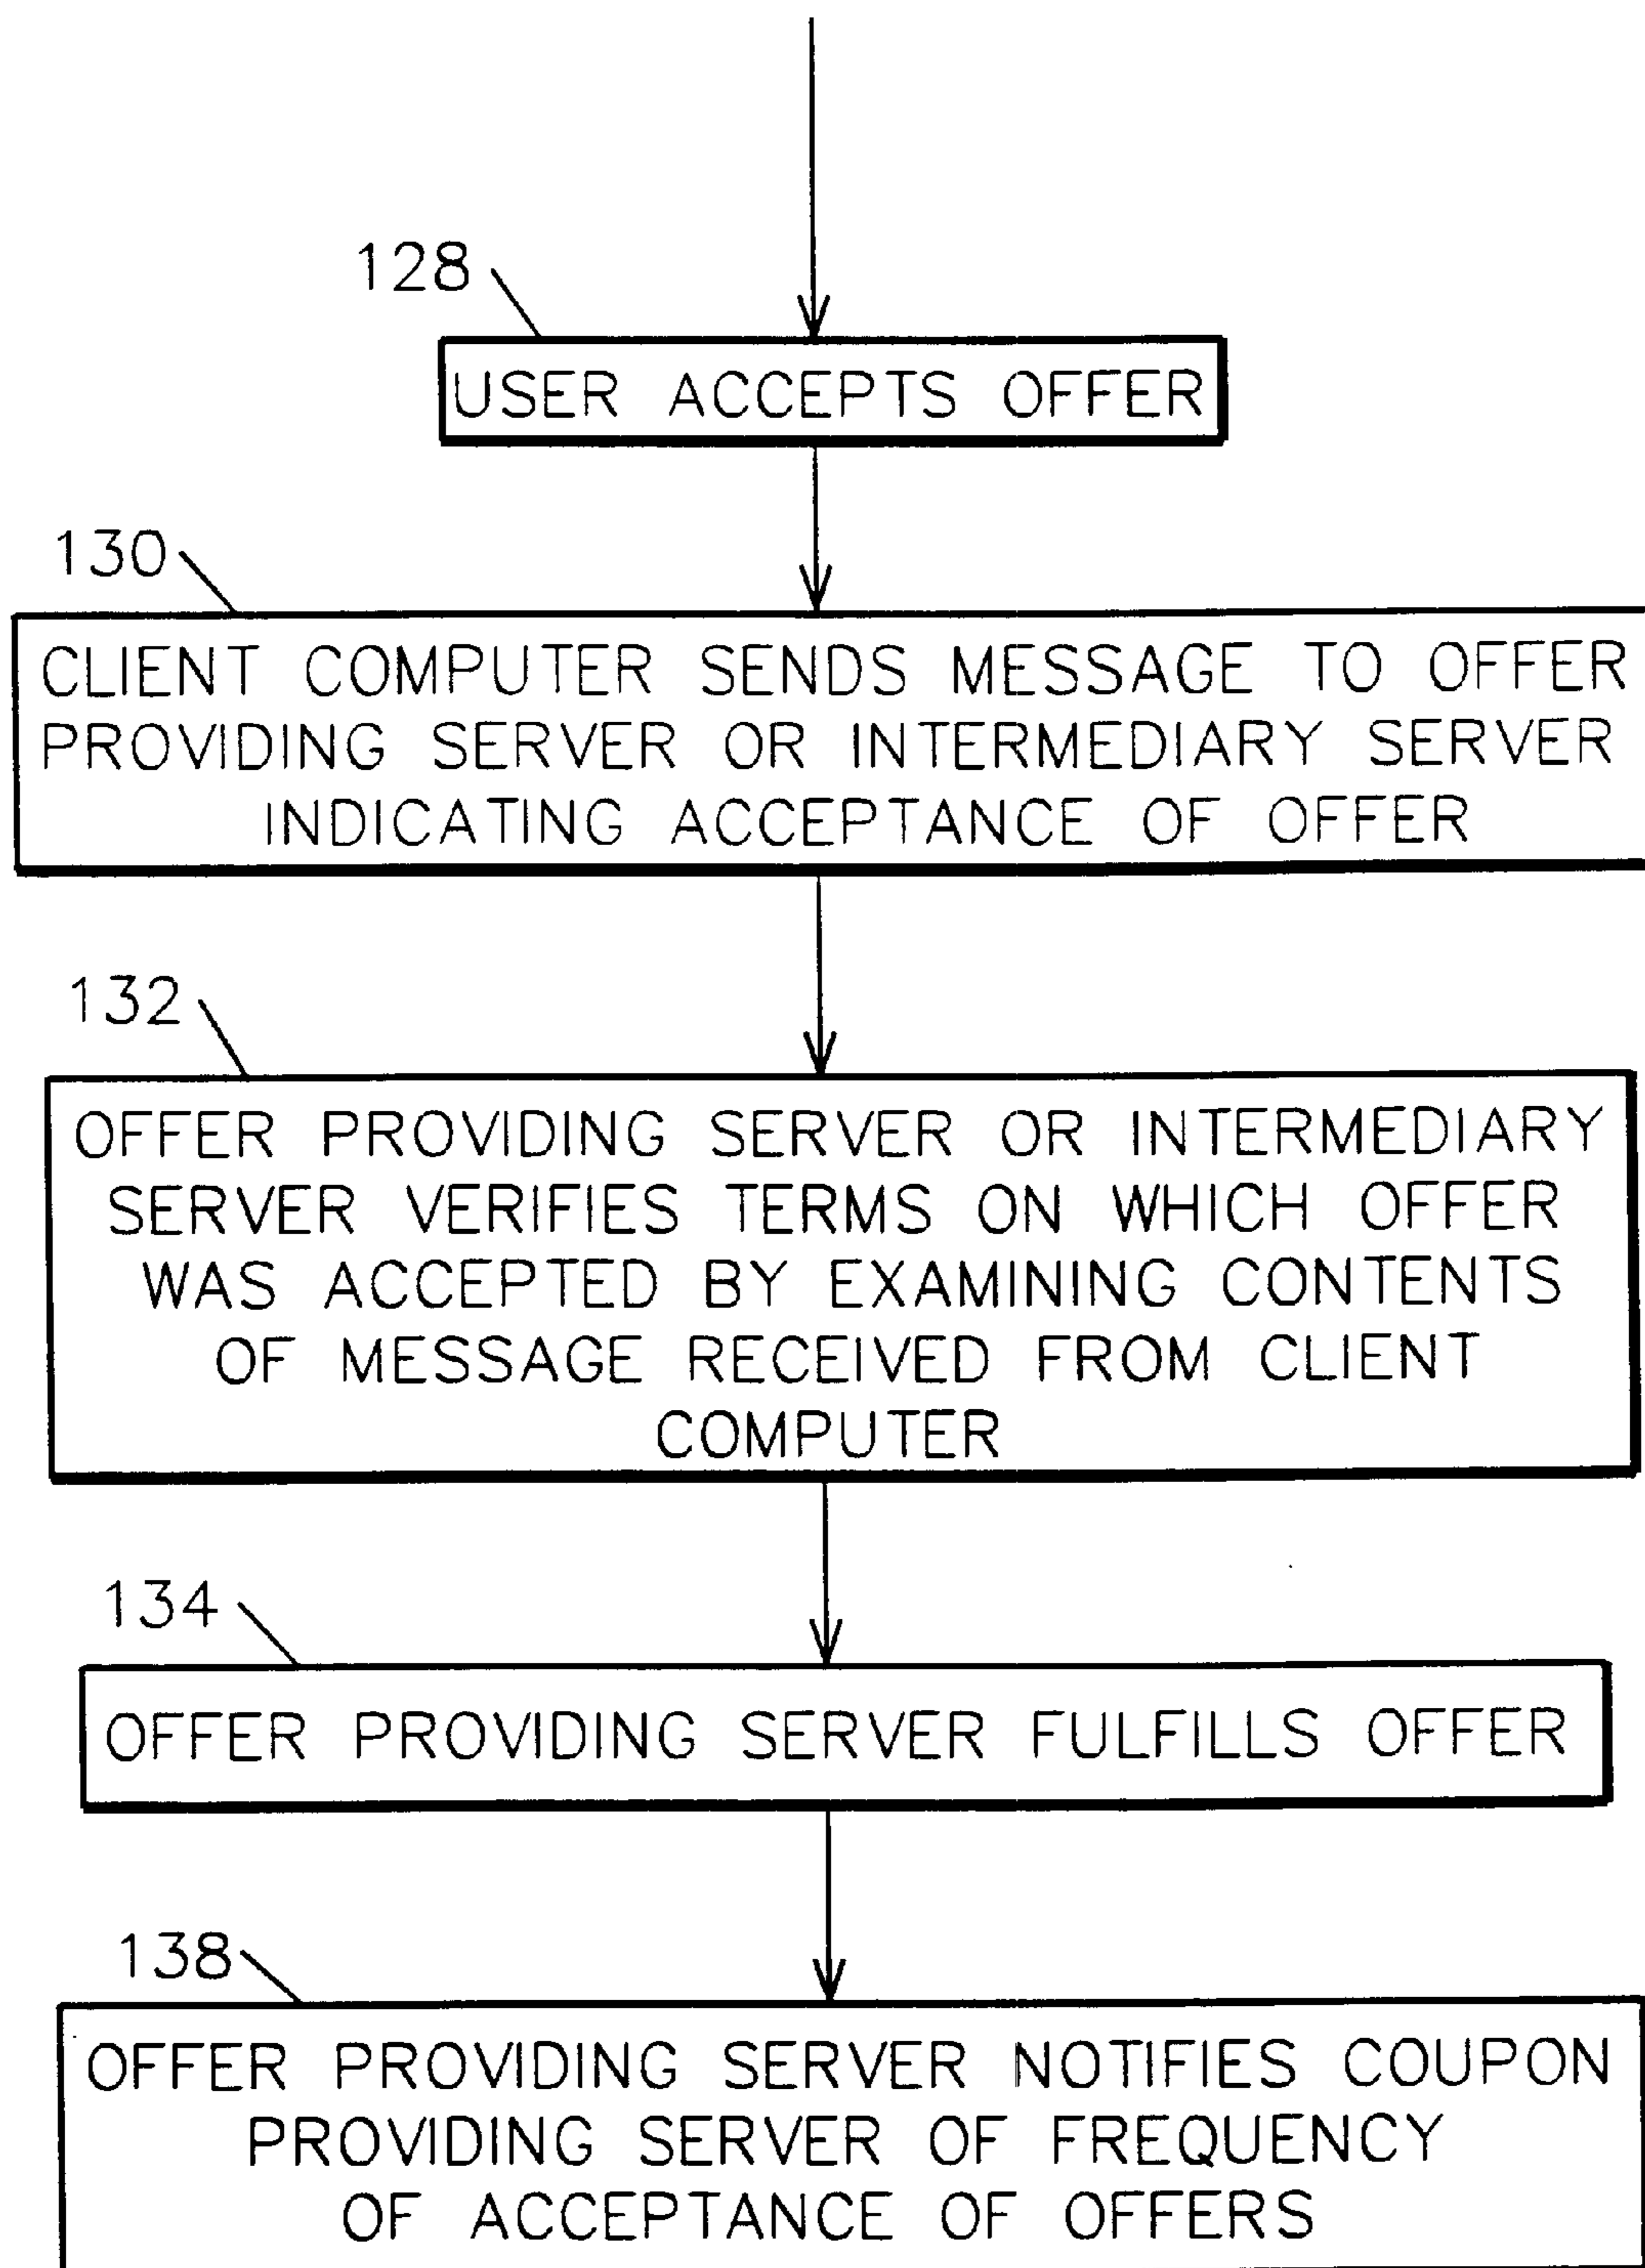 128
USER ACCEPTS OFFER
130
CLIENT COMPUTER SENDS MESSAGE TO OFFER
PROVIDING SERVER OR INTERMEDIARY SERVER
INDICATING ACCEPTANCE OF OFFER
132
OFFER PROVIDING SERVER OR INTERMEDIARY
SERVER VERIFIES TERMS ON WHICH OFFER
WAS ACCEPTED BY EXAMINING CONTENTS
OF MESSAGE RECEIVED FROM CLIENT
COMPUTER
134
OFFER PROVIDING SERVER FULFILLS OFFER
138
OFFER PROVIDING SERVER NOTIFIES COUPON
PROVIDING SERVER OF FREQUENCY
OF ACCEPTANCE OF OFFERS